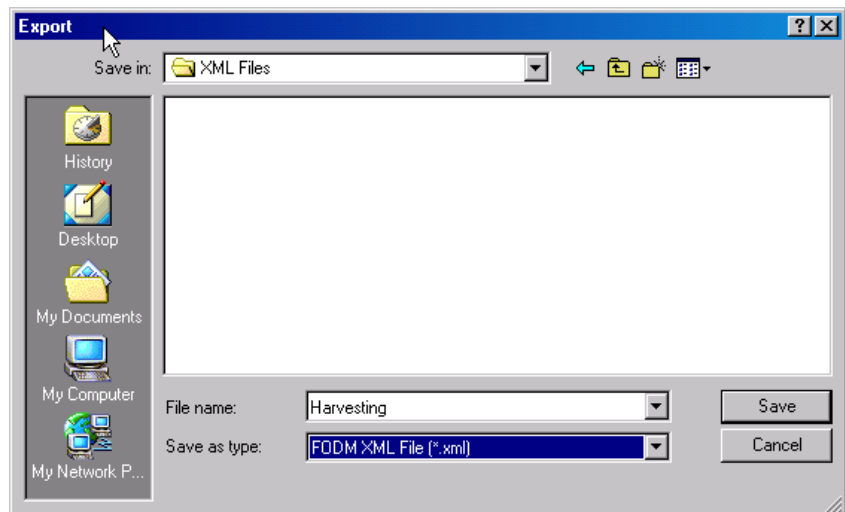 Export
Save in: XML Files
History
Desktop
My Documents
My Computer
My Network P...
File name: Harvesting
Save
Save as type: FODM XML File (*.xml)
Cancel